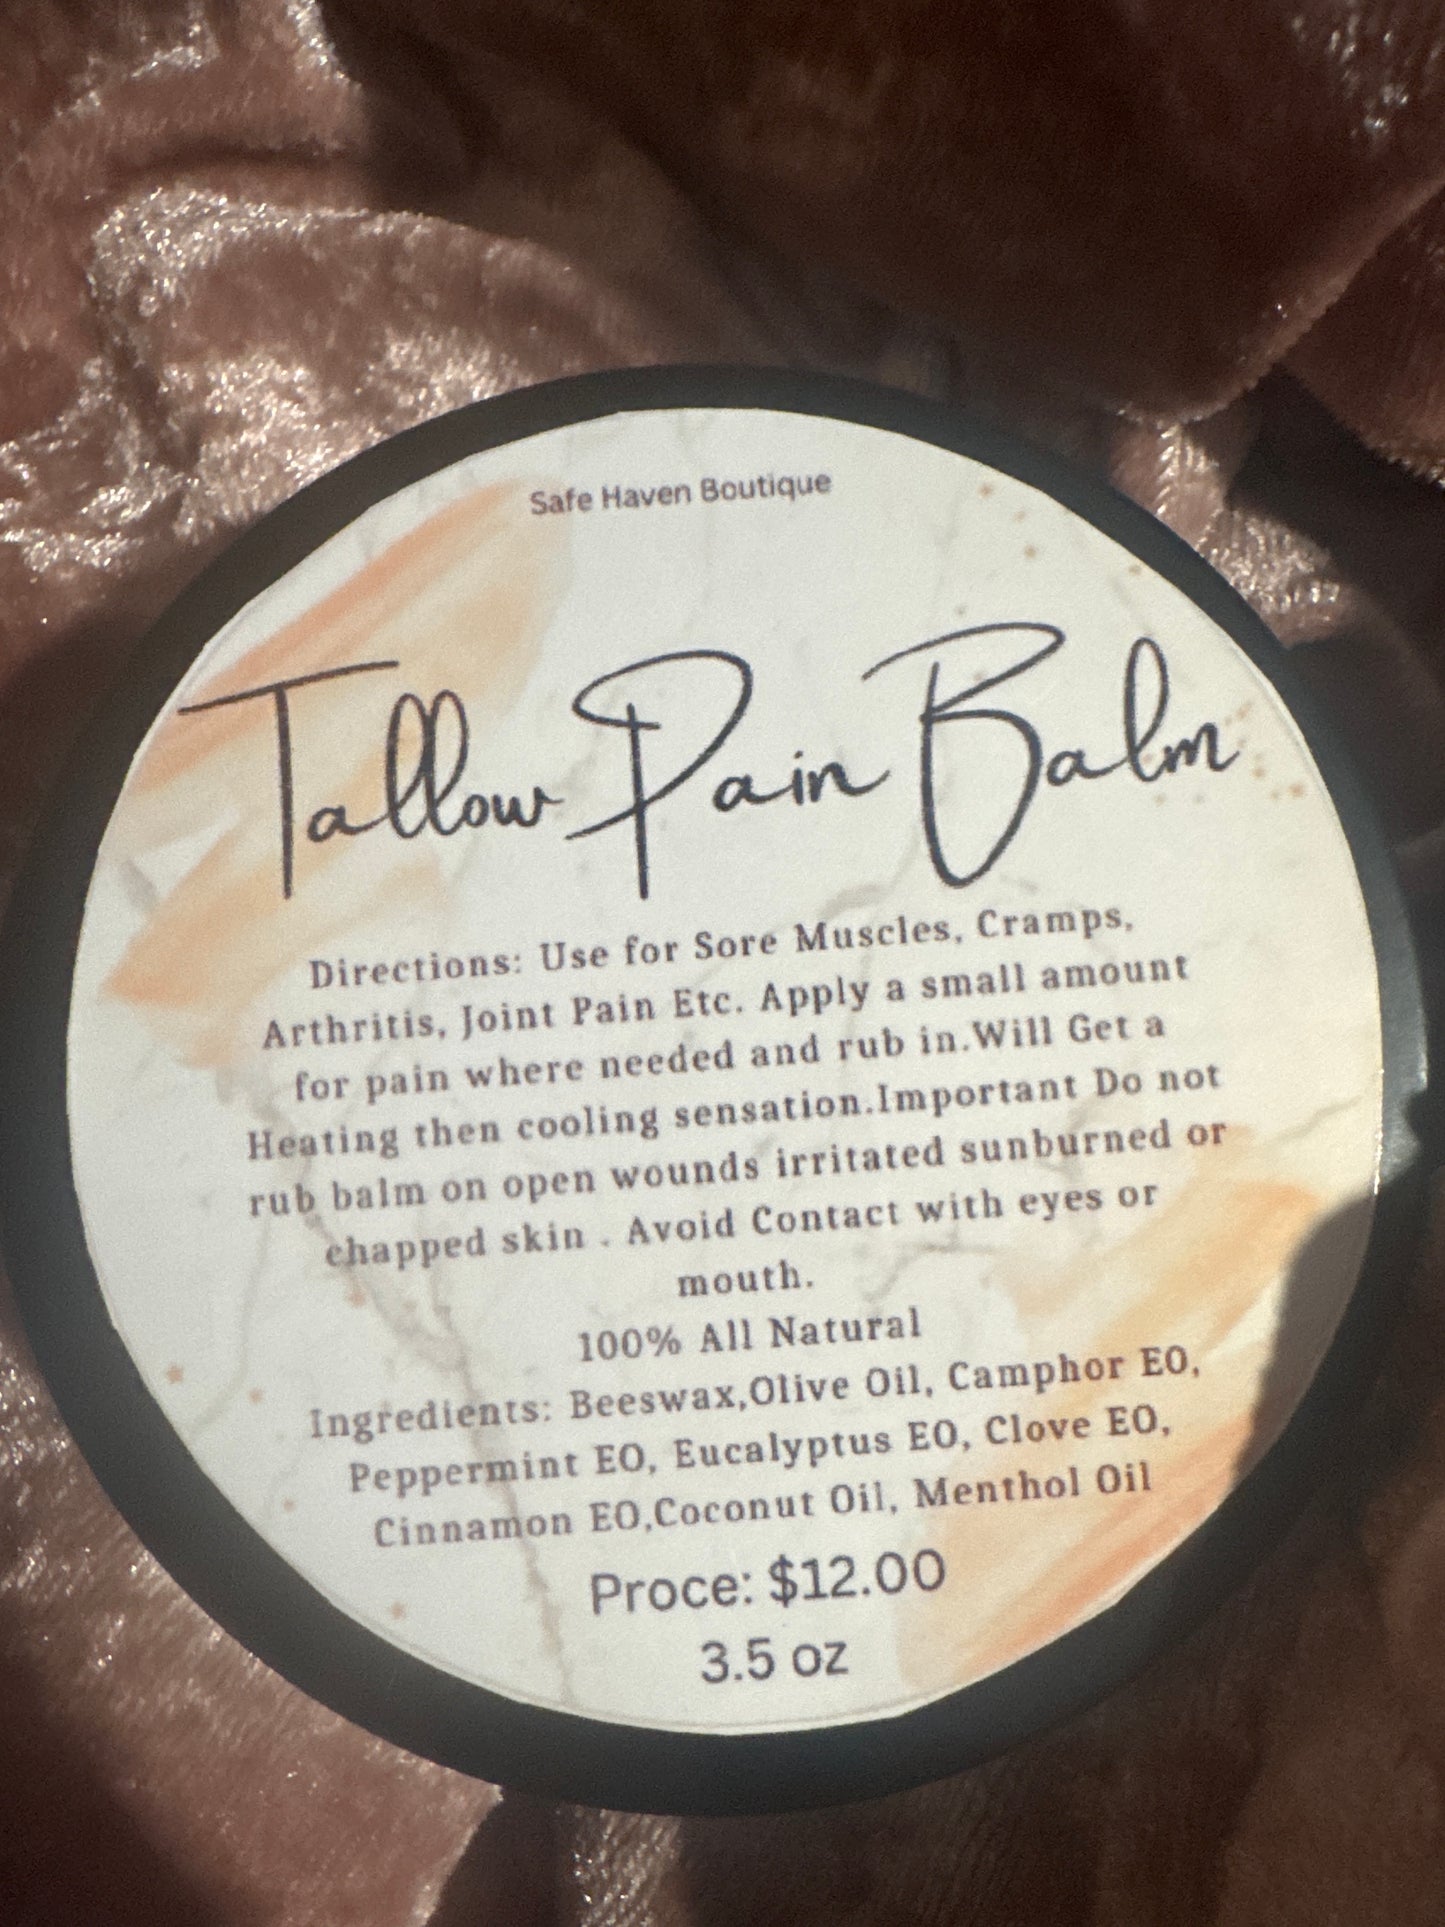 Safe Haven Boutique
Tallow Pain Balm
Directions: Use for Sore Muscles, Cramps,
Arthritis, Joint Pain Etc. Apply a small amount
for pain where needed and rub in.Will Get a
Heating then cooling sensation.Important Do not
rub balm on open wounds irritated sunburned or
chapped skin . Avoid Contact with eyes or
mouth.
100% All Natural
Ingredients: Beeswax,Olive Oil, Camphor EO,
Peppermint EO, Eucalyptus EO, Clove EO,
Cinnamon EO,Coconut Oil, Menthol Oil
Proce: $12.00
3.5 oz